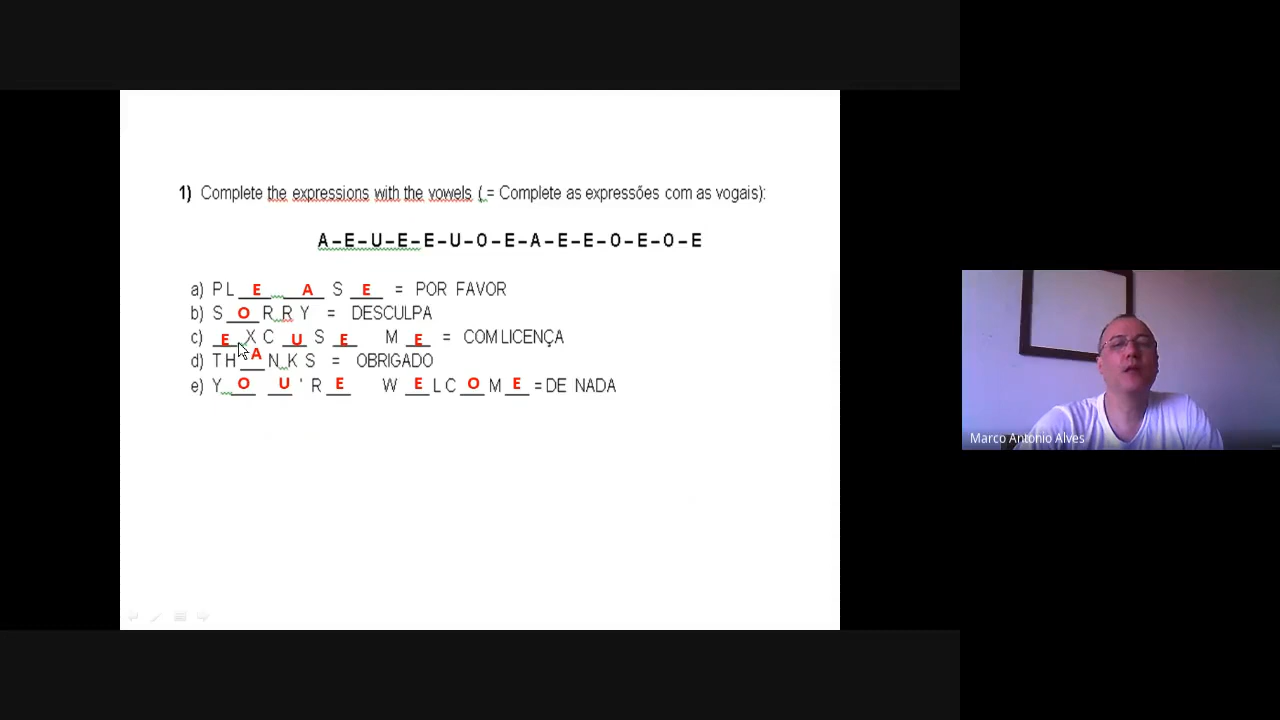 1) Complete the expressions with the vowels ( = Complete as expressões com as vogais):
A – E – U – E – E – U – O – E – A – E – E – O – E – O – E
a) P L E A S E = POR FAVOR
b) S O R R Y = DESCULPA
c) E X C U S E M E = COM LICENÇA
d) T H A N K S = OBRIGADO
e) Y O U ' R E W E L C O M E = DE NADA
Marco Antonio Alves